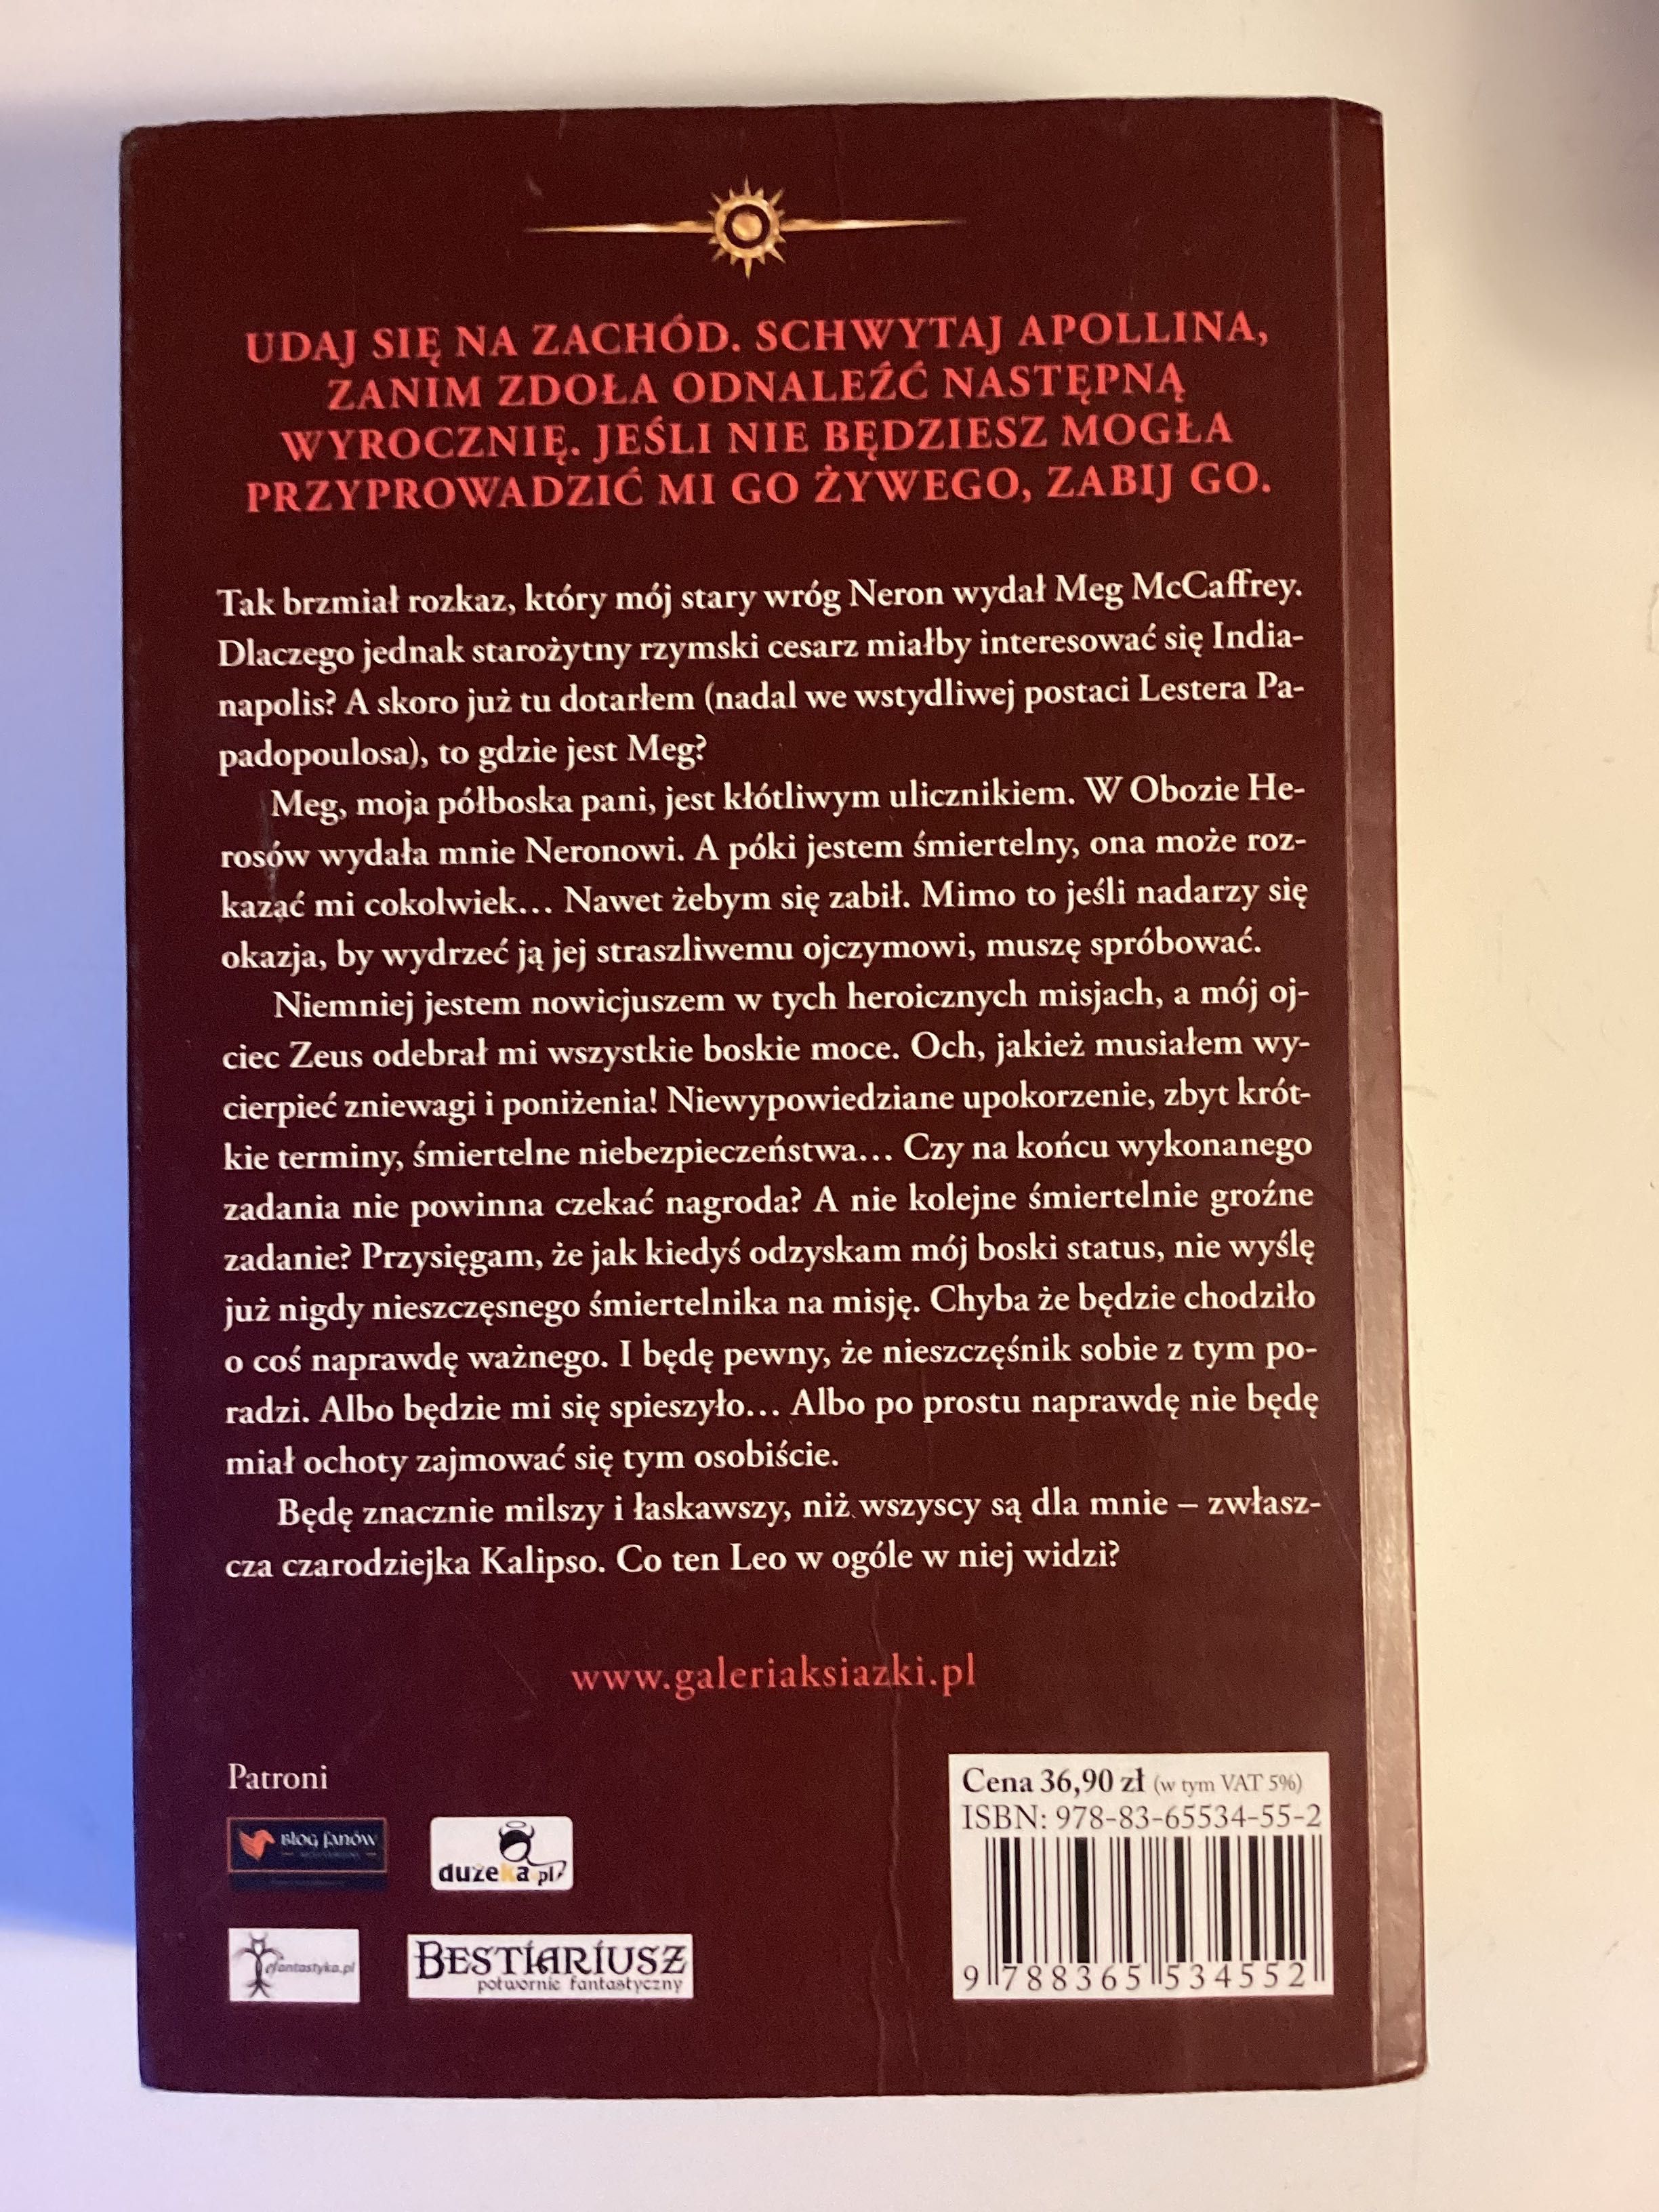 UDAJ SIĘ NA ZACHÓD. SCHWYTAJ APOLLINA,
ZANIM ZDOŁA ODNALEŹĆ NASTĘPNĄ
WYROCZNIĘ. JEŚLI NIE BĘDZIESZ MOGŁA
PRZYPROWADZIĆ MI GO ŻYWEGO, ZABIJ GO.
Tak brzmiał rozkaz, który mój stary wróg Neron wydał Meg McCaffrey.
Dlaczego jednak starożytny rzymski cesarz miałby interesować się India-
napolis? A skoro już tu dotarłem (nadal we wstydliwej postaci Lestera Pa-
padopoulosa), to gdzie jest Meg?
Meg, moja półboska pani, jest kłótliwym ulicznikiem. W Obozie He-
rosów wydała mnie Neronowi. A póki jestem śmiertelny, ona może roz-
kazać mi cokolwiek… Nawet żebym się zabił. Mimo to jeśli nadarzy się
okazja, by wydrzeć ją jej straszliwemu ojczymowi, muszę spróbować.
Niemniej jestem nowicjuszem w tych heroicznych misjach, a mój oj-
ciec Zeus odebrał mi wszystkie boskie moce. Och, jakież musiałem wy-
cierpieć zniewagi i poniżenia! Niewypowiedziane upokorzenie, zbyt krót-
kie terminy, śmiertelne niebezpieczeństwa… Czy na końcu wykonanego
zadania nie powinna czekać nagroda? A nie kolejne śmiertelnie groźne
zadanie? Przysięgam, że jak kiedyś odzyskam mój boski status, nie wyślę
już nigdy nieszczęsnego śmiertelnika na misję. Chyba że będzie chodziło
o coś naprawdę ważnego. I będę pewny, że nieszczęśnik sobie z tym po-
radzi. Albo będzie mi się spieszyło… Albo po prostu naprawdę nie będę
miał ochoty zajmować się tym osobiście.
Będę znacznie milszy i łaskawszy, niż wszyscy są dla mnie – zwłasz-
cza czarodziejka Kalipso. Co ten Leo w ogóle w niej widzi?
www.galeriaksiazki.pl
Patroni
BLOG FANÓW
dużeka.pl
efantastyka.pl
BESTIARIUSZ
potwornie fantastyczny
Cena 36,90 zł (w tym VAT 5%)
ISBN: 978-83-65534-55-2
9 788365 534552